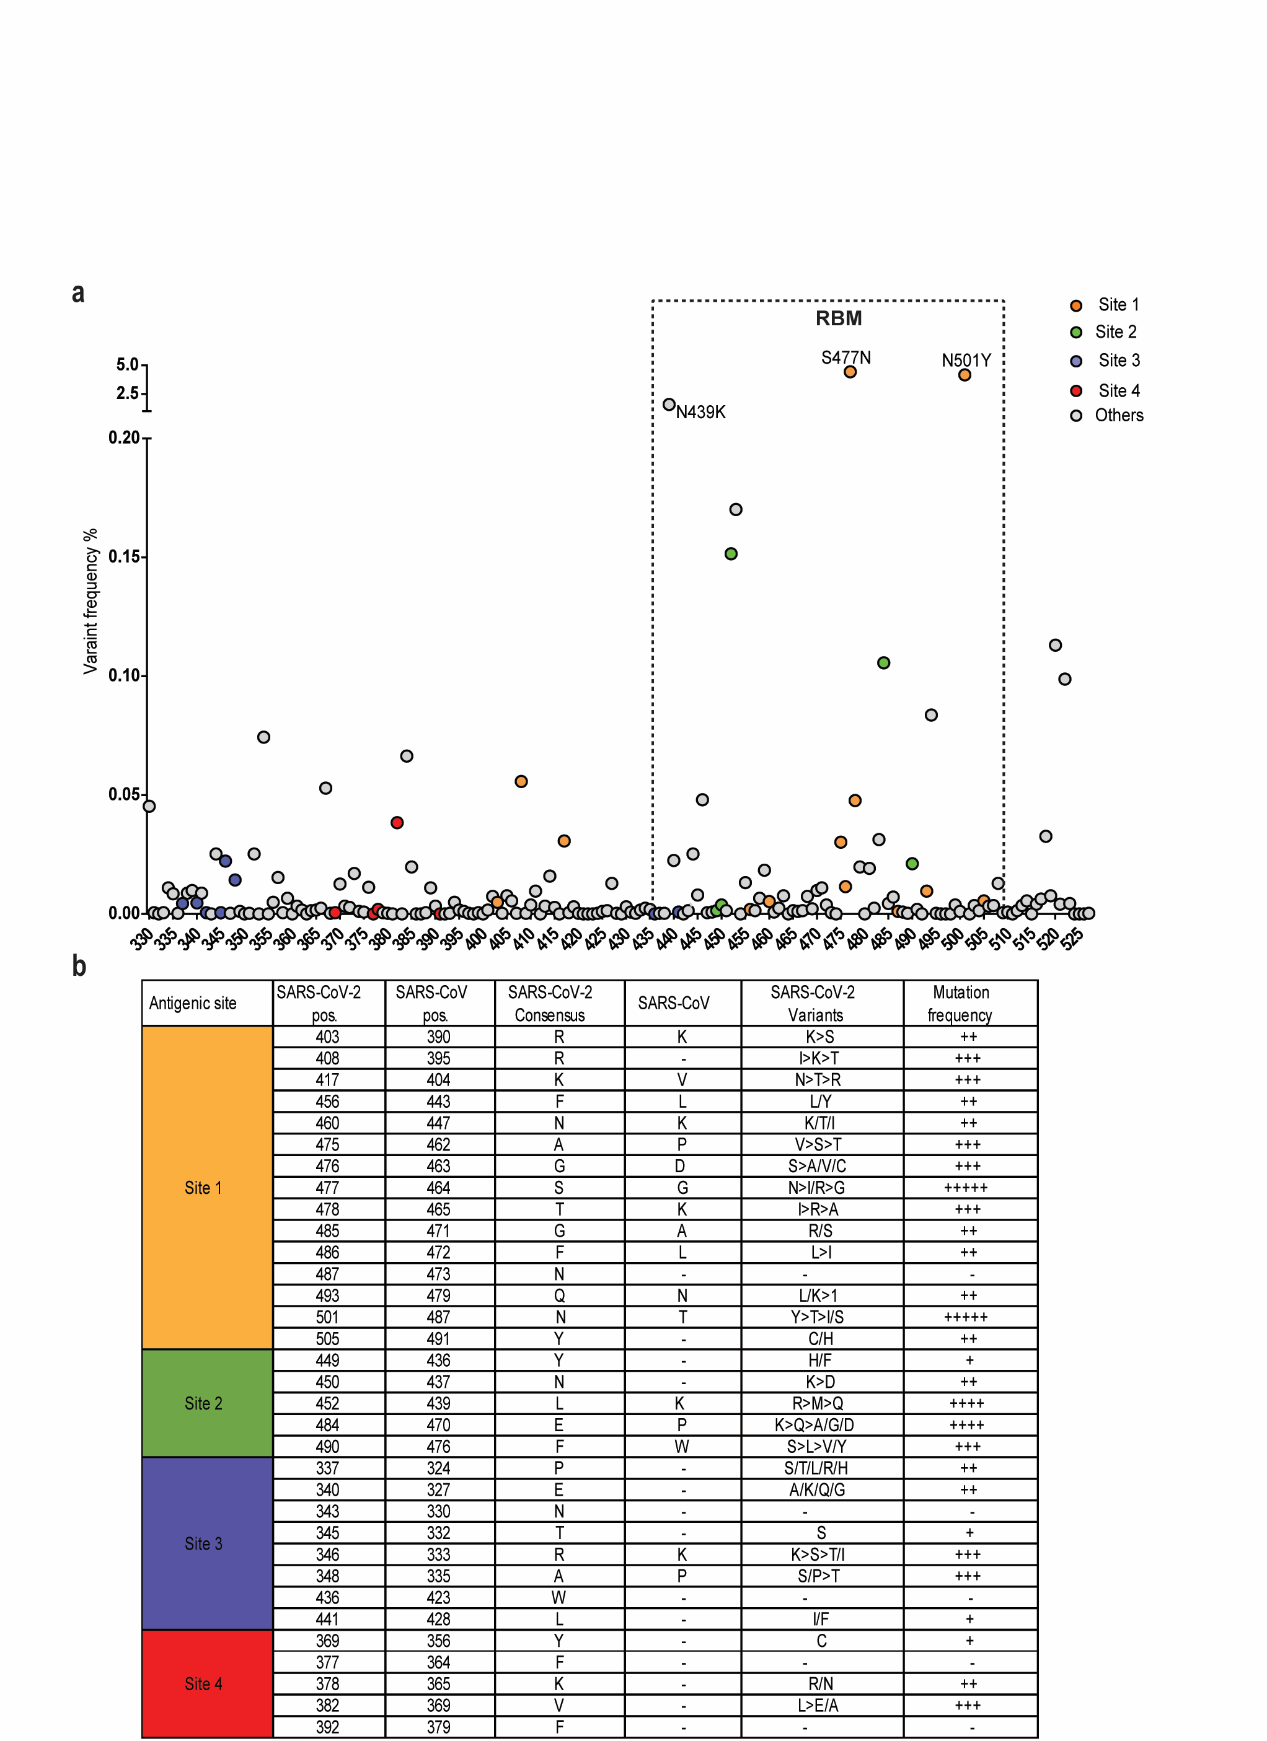 a
RBM
Site 1
Site 2
Site 3
Site 4
Others
S477N
N501Y
N439K
5.0
2.5
0.20
0.15
0.10
0.05
0.00
Varaint frequency %
330 335 340 345 350 355 360 365 370 375 380 385 390 395 400 405 410 415 420 425 430 435 440 445 450 455 460 465 470 475 480 485 490 495 500 505 510 515 520 525
b
Antigenic site SARS-CoV-2 pos. SARS-CoV pos. SARS-CoV-2 Consensus SARS-CoV SARS-CoV-2 Variants Mutation frequency
Site 1
403 390 R K K>S ++
408 395 R - I>K>T +++
417 404 K V N>T>R +++
456 443 F L L/Y ++
460 447 N K K/T/I ++
475 462 A P V>S>T +++
476 463 G D S>A/V/C +++
477 464 S G N>I/R>G +++++
478 465 T K I>R>A +++
485 471 G A R/S ++
486 472 F L L>I ++
487 473 N - - -
493 479 Q N L/K>1 ++
501 487 N T Y>T>I/S +++++
505 491 Y - C/H ++
Site 2
449 436 Y - H/F +
450 437 N - K>D ++
452 439 L K R>M>Q ++++
484 470 E P K>Q>A/G/D ++++
490 476 F W S>L>V/Y +++
Site 3
337 324 P - S/T/L/R/H ++
340 327 E - A/K/Q/G ++
343 330 N - - -
345 332 T - S +
346 333 R K K>S>T/I +++
348 335 A P S/P>T +++
436 423 W - - -
441 428 L - I/F +
Site 4
369 356 Y - C +
377 364 F - - -
378 365 K - R/N ++
382 369 V - L>E/A +++
392 379 F - - -